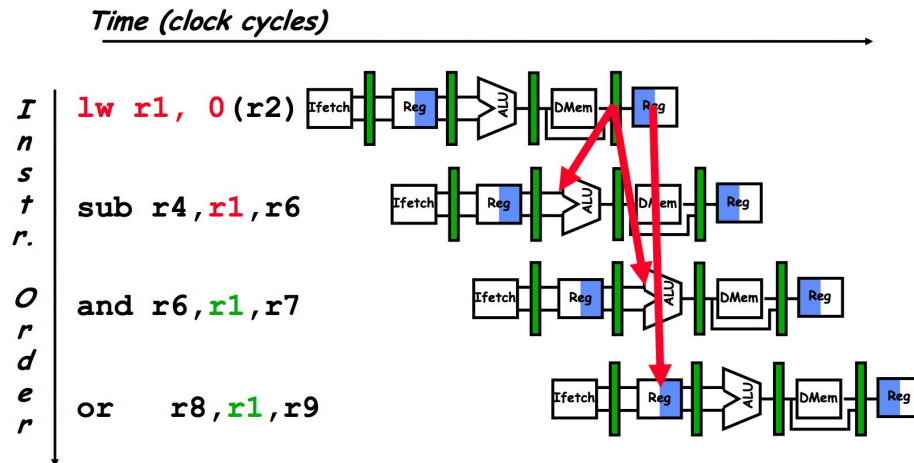 Time (clock cycles)
Instr. Order
lw r1, 0(r2)
Ifetch Reg ALU DMem Reg
sub r4,r1,r6
Ifetch Reg ALU DMem Reg
and r6,r1,r7
Ifetch Reg ALU DMem Reg
or r8,r1,r9
Ifetch Reg ALU DMem Reg